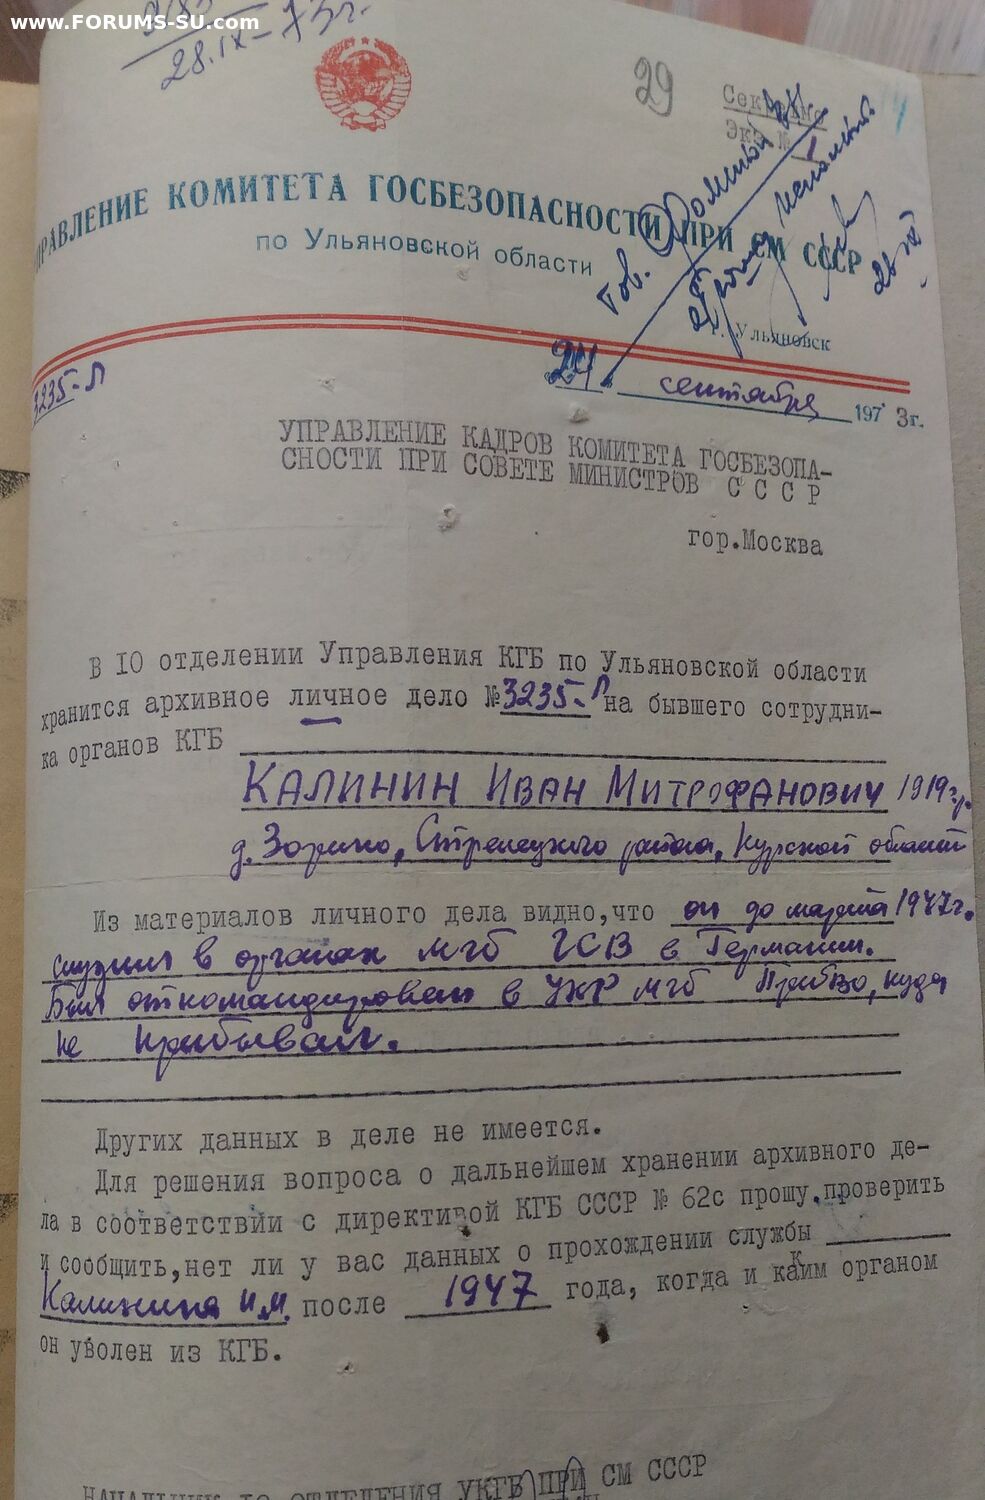 www.FORUMS-SU.com
28.IX-73г.
29
Секретно
Экз. №
14
УПРАВЛЕНИЕ КОМИТЕТА ГОСБЕЗОПАСНОСТИ ПРИ СМ СССР
по Ульяновской области
Тов.
г. Ульяновск
3235-Л
24 сентября 1973г.
УПРАВЛЕНИЕ КАДРОВ КОМИТЕТА ГОСБЕЗОПА-
СНОСТИ ПРИ СОВЕТЕ МИНИСТРОВ С С С Р
гор.Москва
В 10 отделении Управления КГБ по Ульяновской области
хранится архивное личное дело №3235-Л на бывшего сотрудни-
ка органов КГБ
КАЛИНИН ИВАН МИТРОФАНОВИЧ 1919г.р.
д. Зорино, Стрелецкого района, Курской области
Из материалов личного дела видно,что он до марта 1947г.
служил в органах МГБ ГСВ в Германии.
Был откомандирован в УКР МГБ ПрибВО, куда
не прибывал.
Других данных в деле не имеется.
Для решения вопроса о дальнейшем хранении архивного де-
ла в соответствии с директивой КГБ СССР № 62с прошу проверить
и сообщить,нет ли у вас данных о прохождении службы
Калинина И.М. после 1947 года, когда и каким органом
он уволен из КГБ.
НАЧАЛЬНИК 10 ОТДЕЛЕНИЯ УКГБ ПРИ СМ СССР